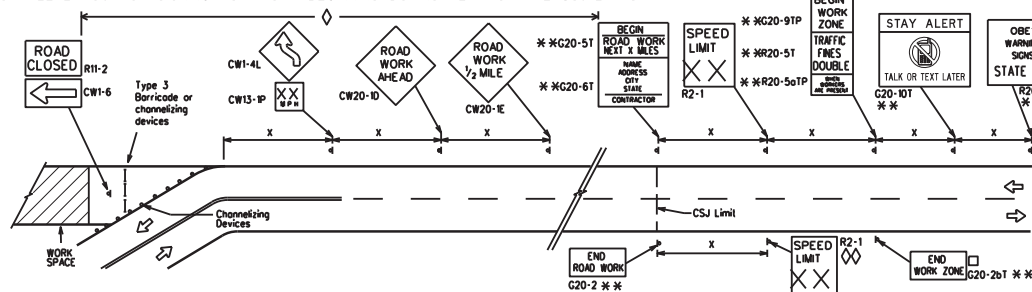 ROAD
CLOSED
R11-2
CW1-6
Type 3
Barricade or
channelizing
devices
CW1-4L
XX
MPH
CW13-1P
ROAD
WORK
AHEAD
CW20-1D
ROAD
WORK
1/2 MILE
CW20-1E
* *G20-5T
* *G20-6T
BEGIN
ROAD WORK
NEXT X MILES
NAME
ADDRESS
CITY
STATE
CONTRACTOR
SPEED
LIMIT
X X
R2-1
* *G20-9TP
* *R20-5T
* *R20-5aTP
BEGIN
WORK
ZONE
TRAFFIC
FINES
DOUBLE
WHEN
WORKERS
ARE PRESENT
STAY ALERT
TALK OR TEXT LATER
G20-10T
* *
OBE
WARNI
SIGNS
STATE
R20
*
X X X X X X X
Channelizing
Devices
WORK
SPACE
CSJ Limit
END
ROAD WORK
G20-2 * *
X
SPEED
LIMIT
X X
R2-1
END
WORK ZONE
G20-2bT * *